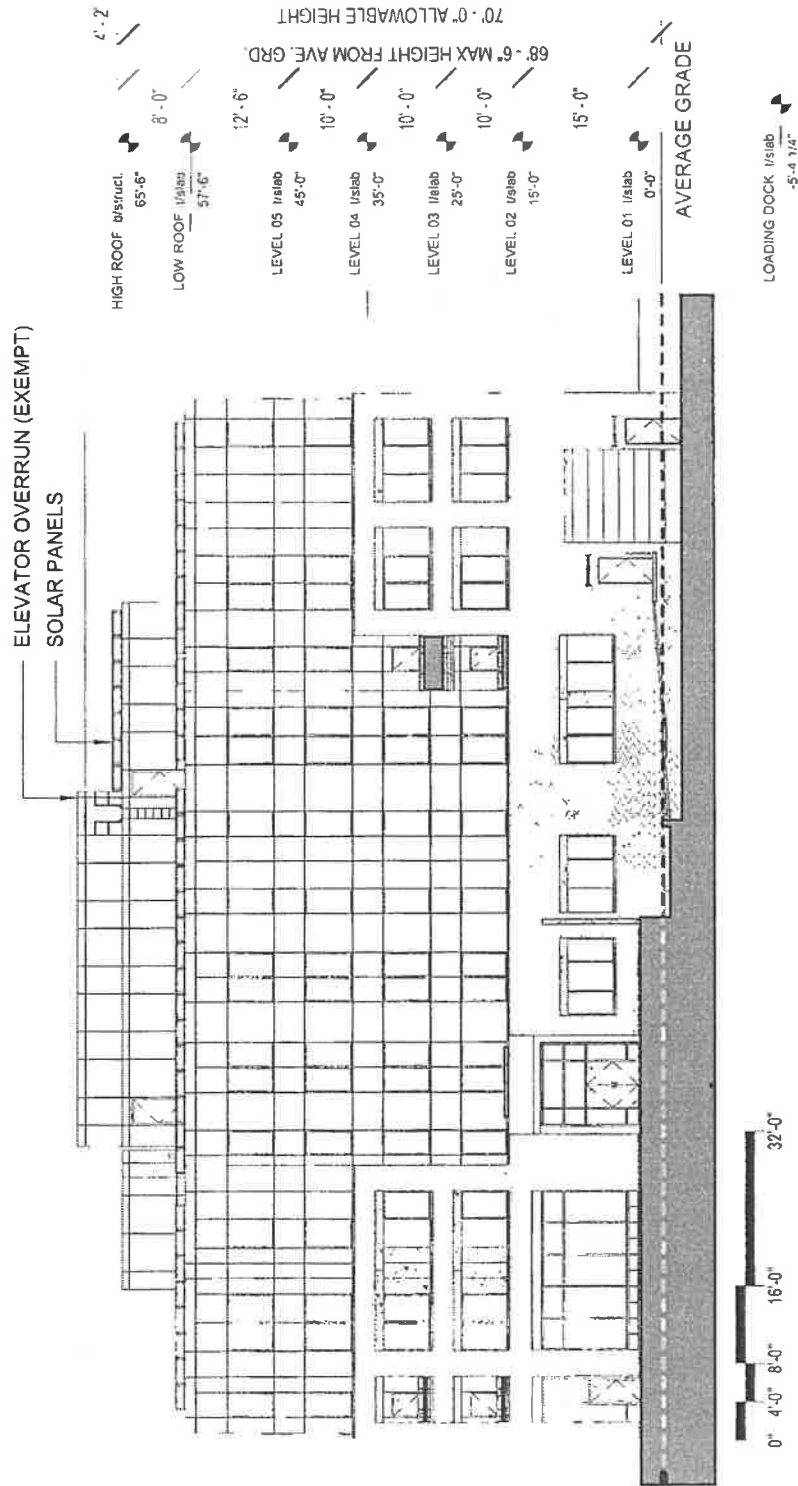 ELEVATOR OVERRUN (EXEMPT)
SOLAR PANELS
HIGH ROOF b/struct.
65'-6"
LOW ROOF t/slab
57'-6"
LEVEL 05 t/slab
45'-0"
LEVEL 04 t/slab
35'-0"
LEVEL 03 t/slab
25'-0"
LEVEL 02 t/slab
15'-0"
LEVEL 01 t/slab
0'-0"
AVERAGE GRADE
LOADING DOCK t/slab
-5'-4 1/4"
4'-2"
8'-0"
12'-6"
10'-0"
10'-0"
10'-0"
15'-0"
68'-6" MAX HEIGHT FROM AVE. GRD.
70'-0" ALLOWABLE HEIGHT
0" 4'-0" 8'-0" 16'-0" 32'-0"